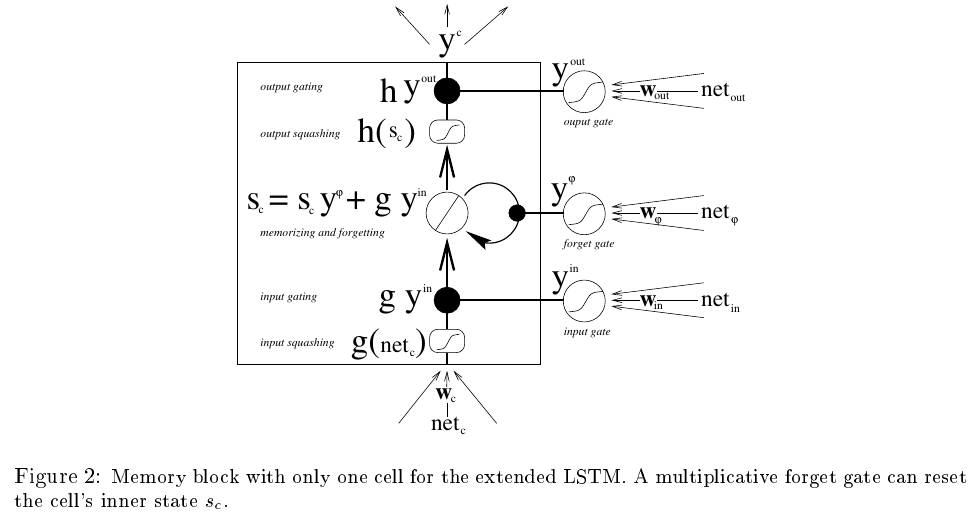 y^c
output gating
h y^out
y^out
w_out
net_out
ouput gate
output squashing
h(s_c)
s_c = s_c y^φ + g y^in
memorizing and forgetting
y^φ
w_φ
net_φ
forget gate
input gating
g y^in
y^in
w_in
net_in
input gate
input squashing
g(net_c)
w_c
net_c
Figure 2: Memory block with only one cell for the extended LSTM. A multiplicative forget gate can reset
the cell's inner state s_c.